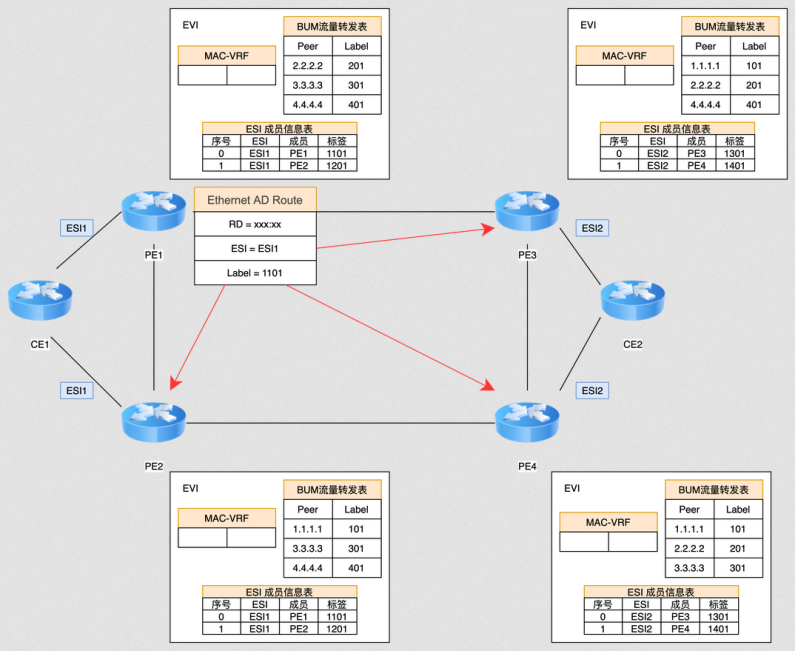 EVI
BUM流量转发表
Peer Label
2.2.2.2 201
3.3.3.3 301
4.4.4.4 401
MAC-VRF
ESI 成员信息表
序号 ESI 成员 标签
0 ESI1 PE1 1101
1 ESI1 PE2 1201
EVI
BUM流量转发表
Peer Label
1.1.1.1 101
2.2.2.2 201
4.4.4.4 401
MAC-VRF
ESI 成员信息表
序号 ESI 成员 标签
0 ESI2 PE3 1301
1 ESI2 PE4 1401
Ethernet AD Route
RD = xxx:xx
ESI = ESI1
Label = 1101
ESI1
PE1
PE3
ESI2
CE1
CE2
ESI1
PE2
PE4
ESI2
EVI
BUM流量转发表
Peer Label
1.1.1.1 101
3.3.3.3 301
4.4.4.4 401
MAC-VRF
ESI 成员信息表
序号 ESI 成员 标签
0 ESI1 PE1 1101
1 ESI1 PE2 1201
EVI
BUM流量转发表
Peer Label
1.1.1.1 101
2.2.2.2 201
3.3.3.3 301
MAC-VRF
ESI 成员信息表
序号 ESI 成员 标签
0 ESI2 PE3 1301
1 ESI2 PE4 1401